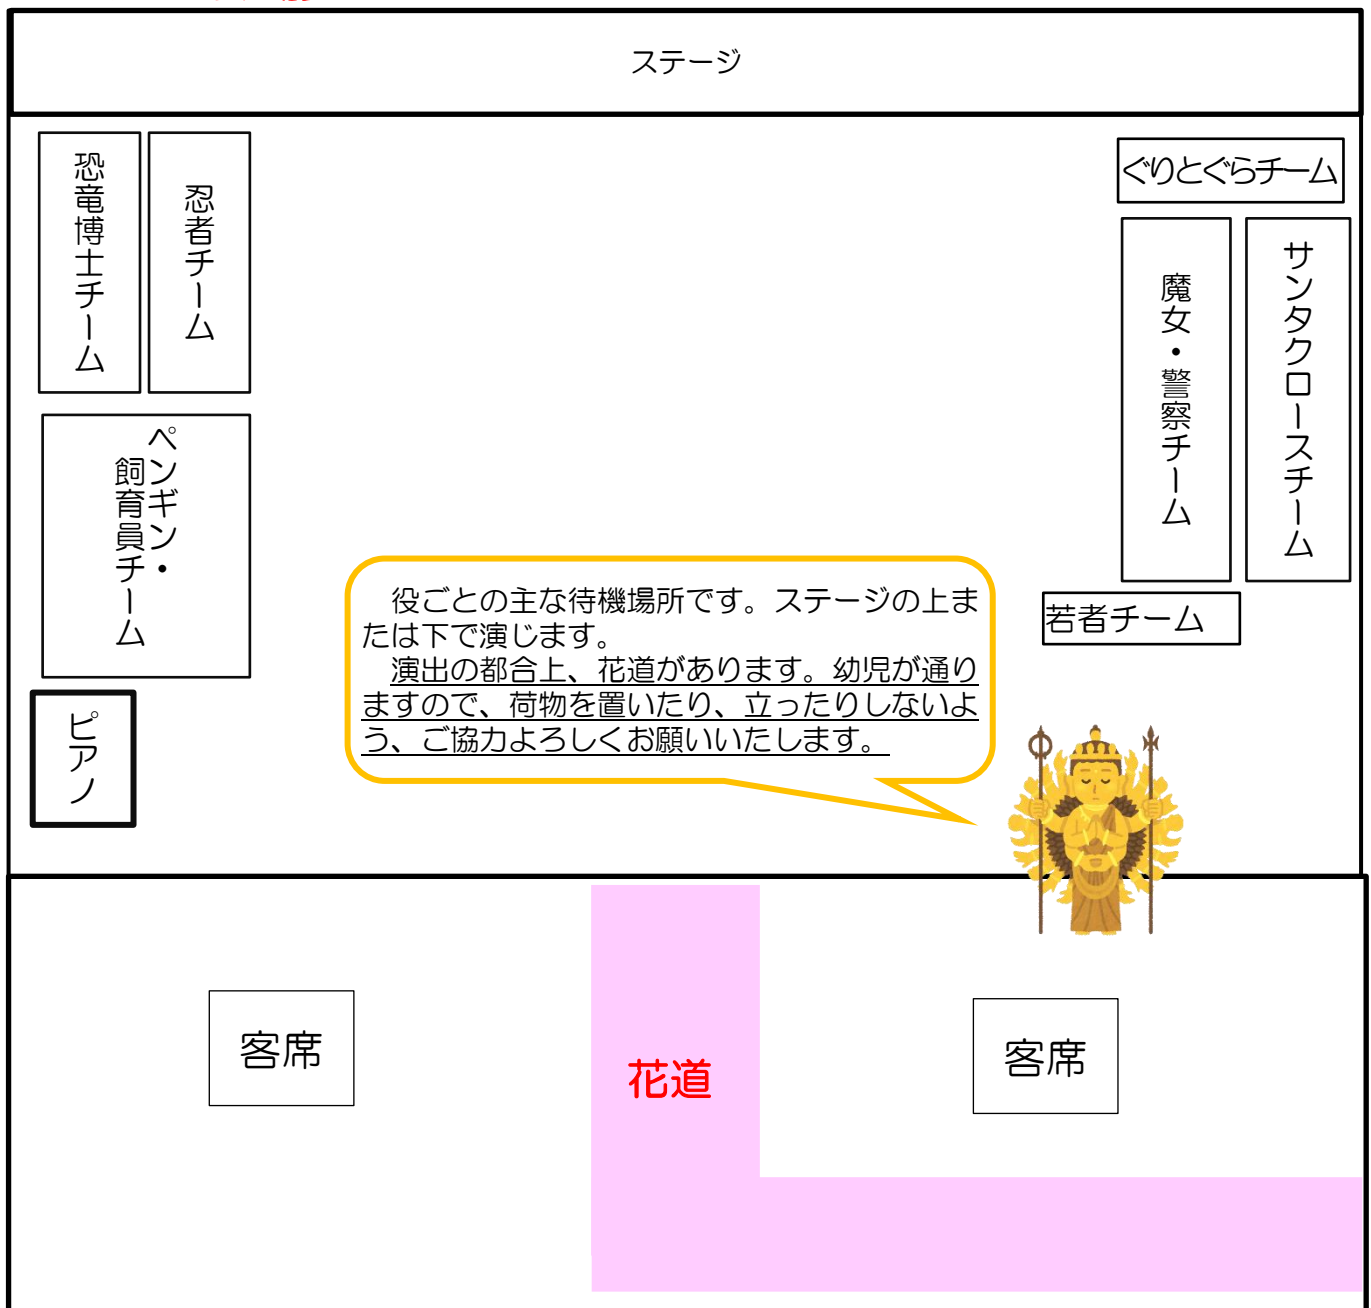 ステージ
恐竜博士チーム
忍者チーム
ぐりとぐらチーム
魔女・警察チーム
サンタクロースチーム
ペンギン・
飼育員チーム
若者チーム
役ごとの主な待機場所です。ステージの上ま
たは下で演じます。
演出の都合上、花道があります。幼児が通り
ますので、荷物を置いたり、立ったりしないよ
う、ご協力よろしくお願いいたします。
ピアノ
客席
花道
客席